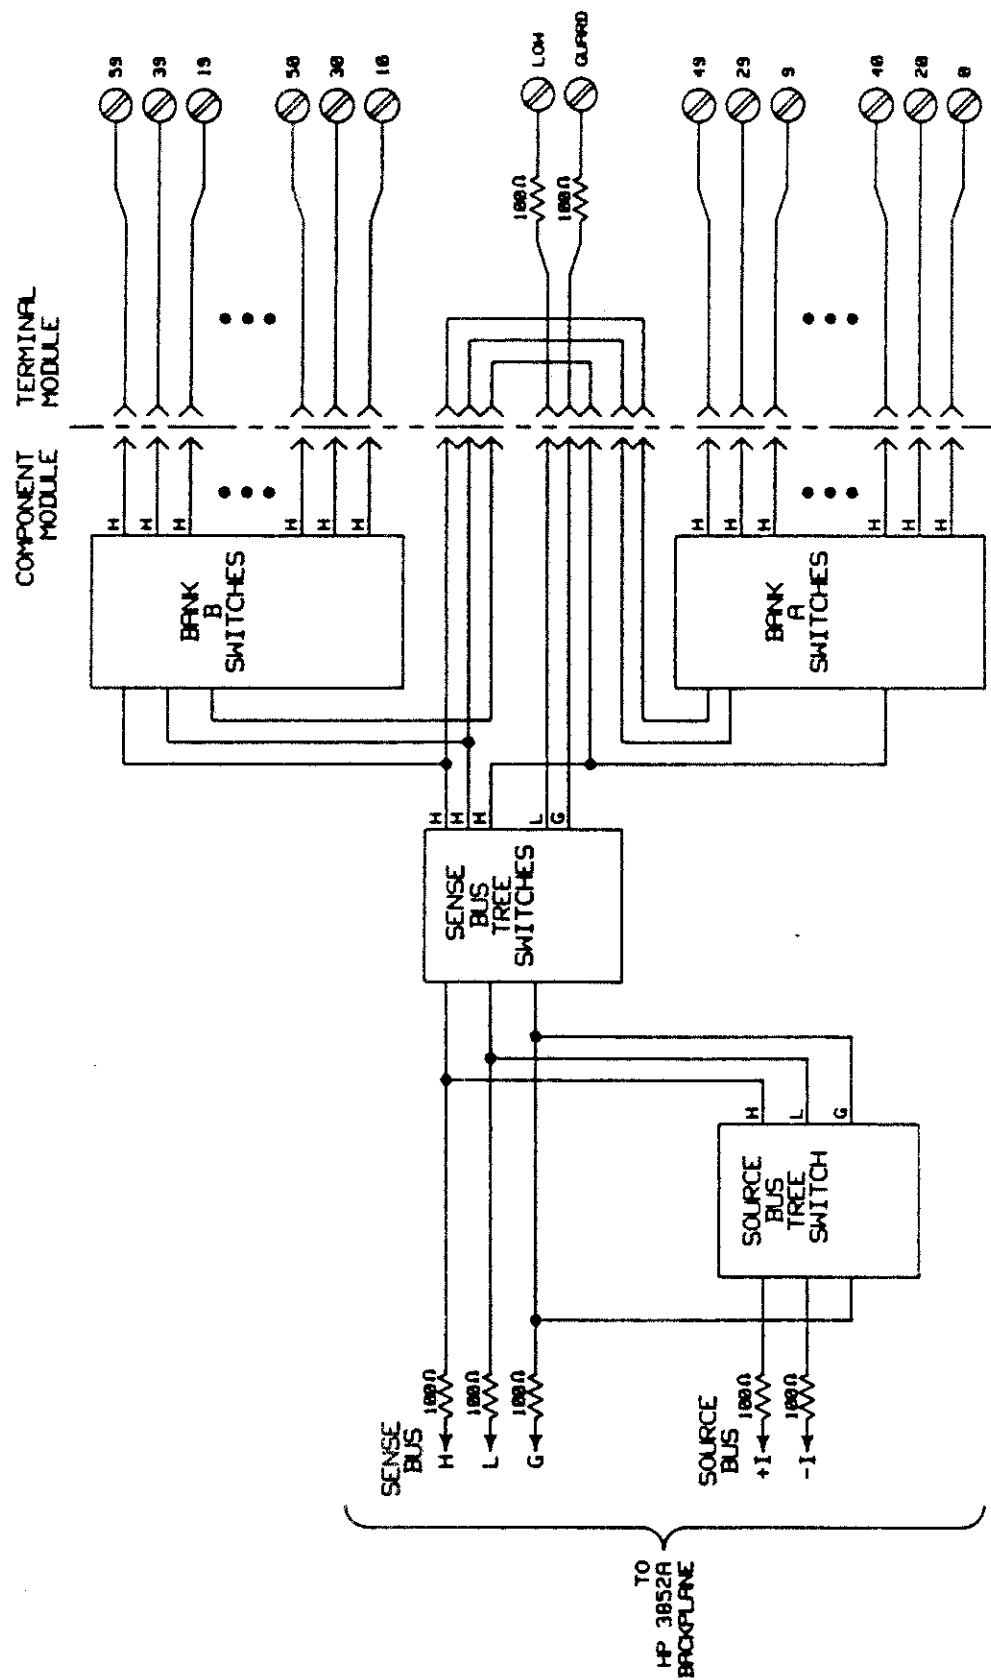 COMPONENT
MODULE
TERMINAL
MODULE
59
39
19
50
30
10
LOW
GUARD
49
29
9
40
20
0
100Ω
100Ω
H
H
H
H
H
H
BANK
B
SWITCHES
H
H
H
H
H
H
BANK
A
SWITCHES
H
H
H
L
G
SENSE
BUS
TREE
SWITCHES
H
L
G
SOURCE
BUS
TREE
SWITCH
SENSE
BUS
H
L
G
100Ω
100Ω
100Ω
SOURCE
BUS
+I
-I
100Ω
100Ω
TO
HP 3852A
BACKPLANE